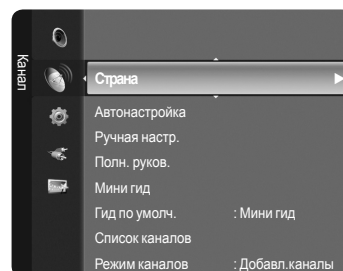 Канал
Страна
Автонастройка
Ручная настр.
Полн. руков.
Мини гид
Гид по умолч. : Мини гид
Список каналов
Режим каналов : Добавл.каналы